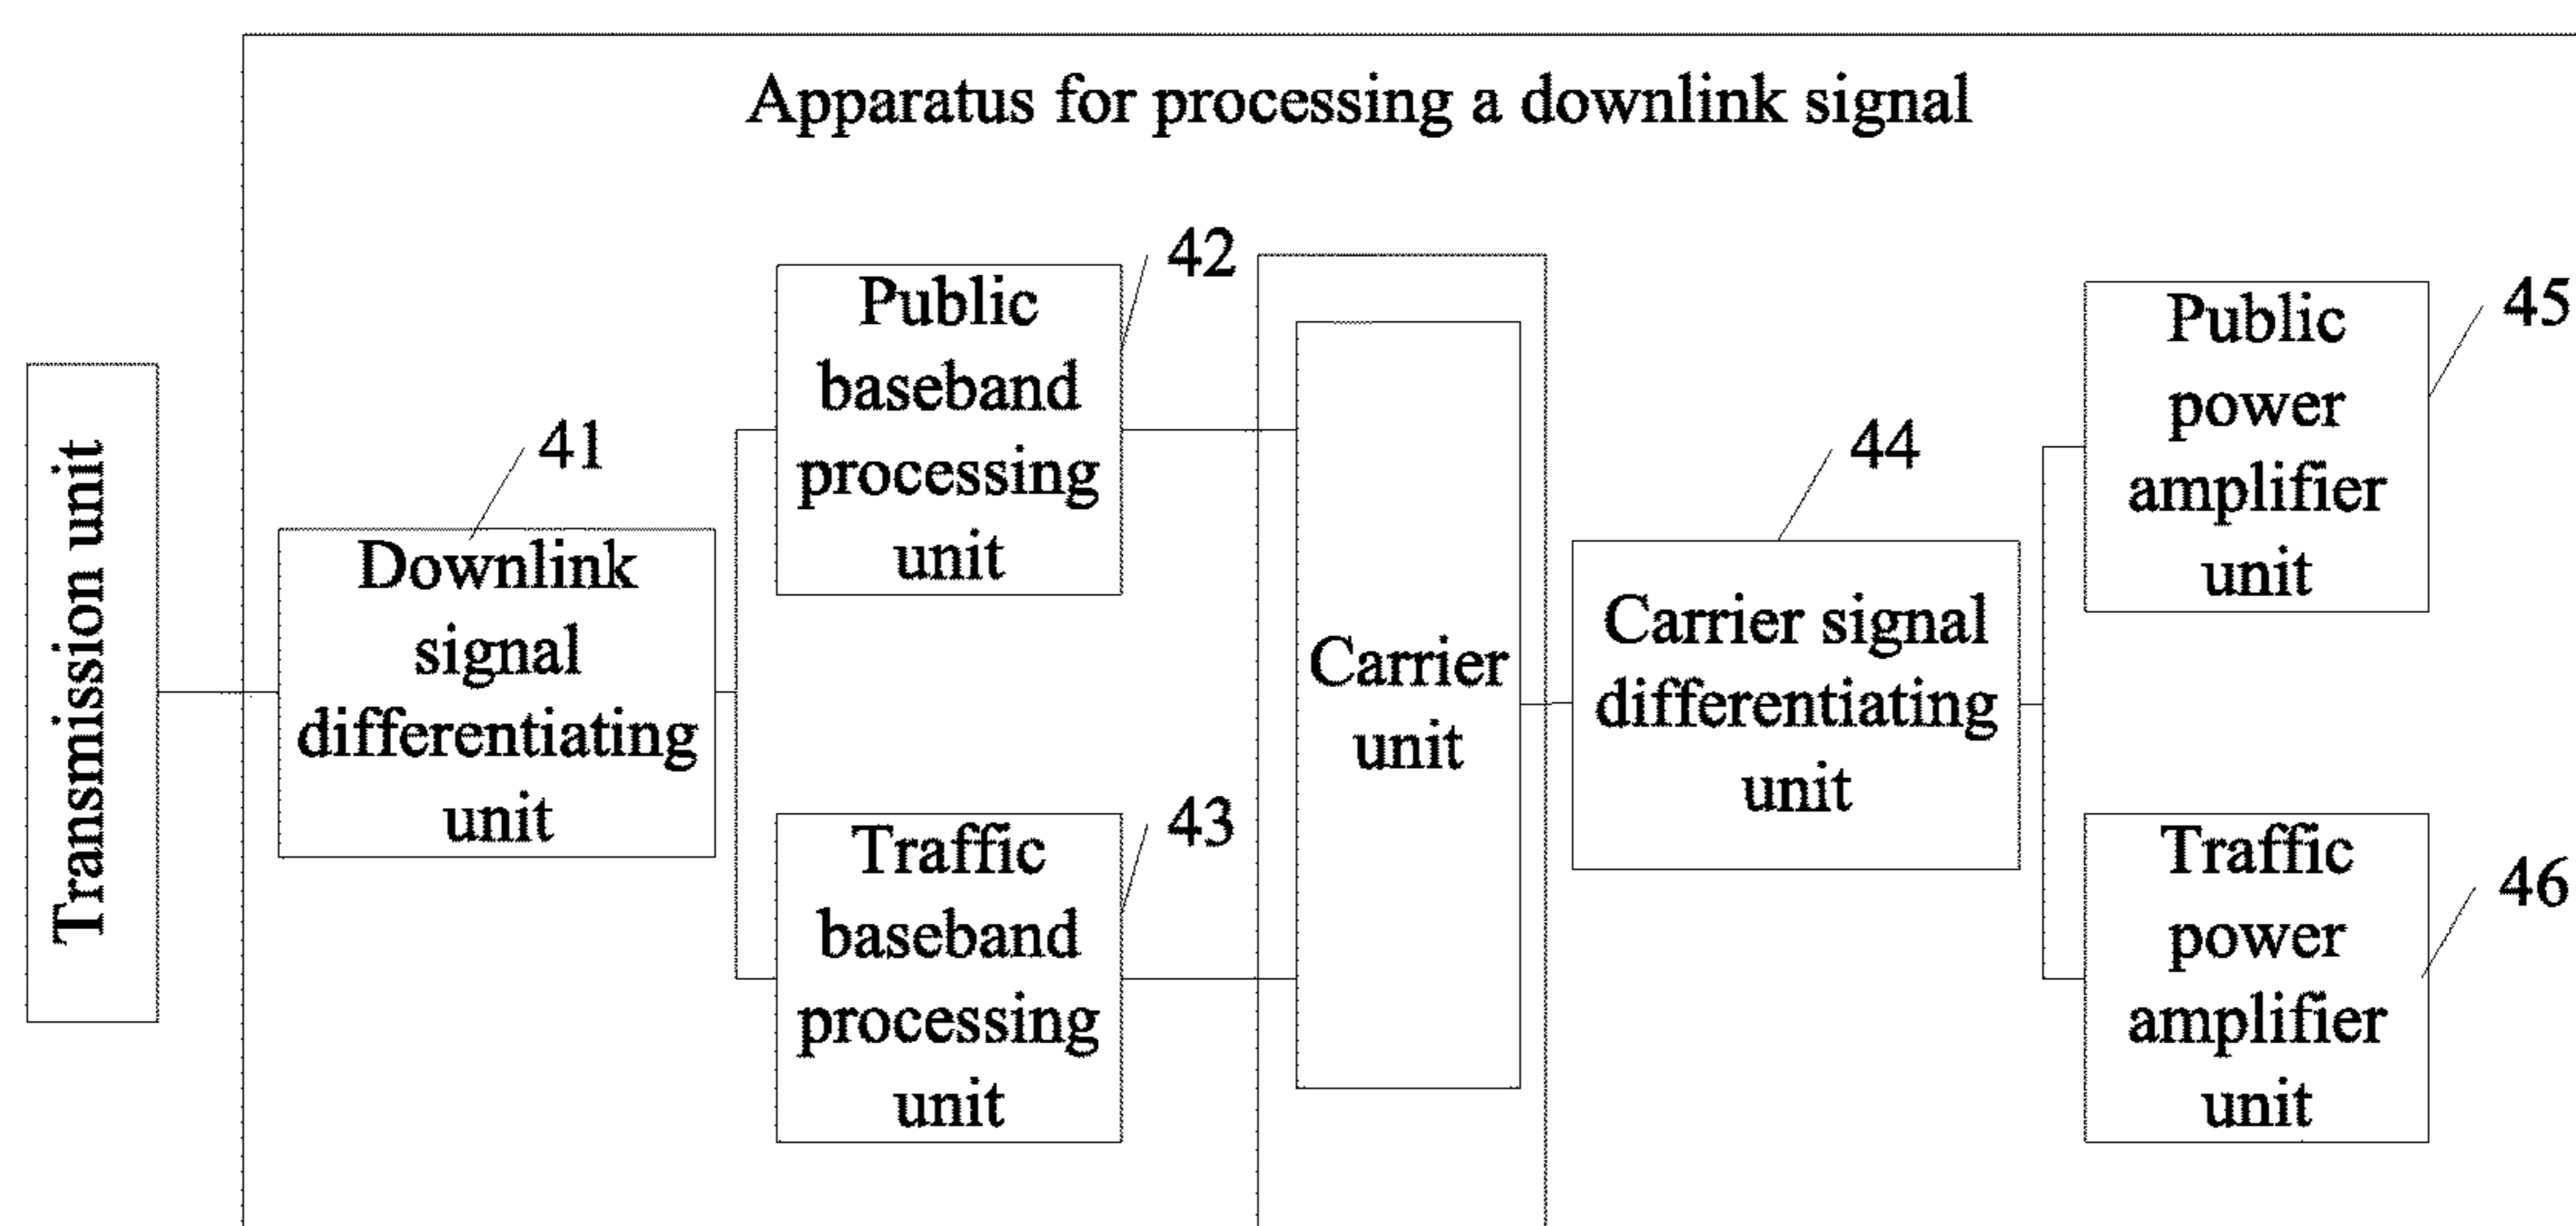 Apparatus for processing a downlink signal
Transmission unit
41
Downlink
signal
differentiating
unit
42
Public
baseband
processing
unit
43
Traffic
baseband
processing
unit
Carrier
unit
44
Carrier signal
differentiating
unit
45
Public
power
amplifier
unit
46
Traffic
power
amplifier
unit